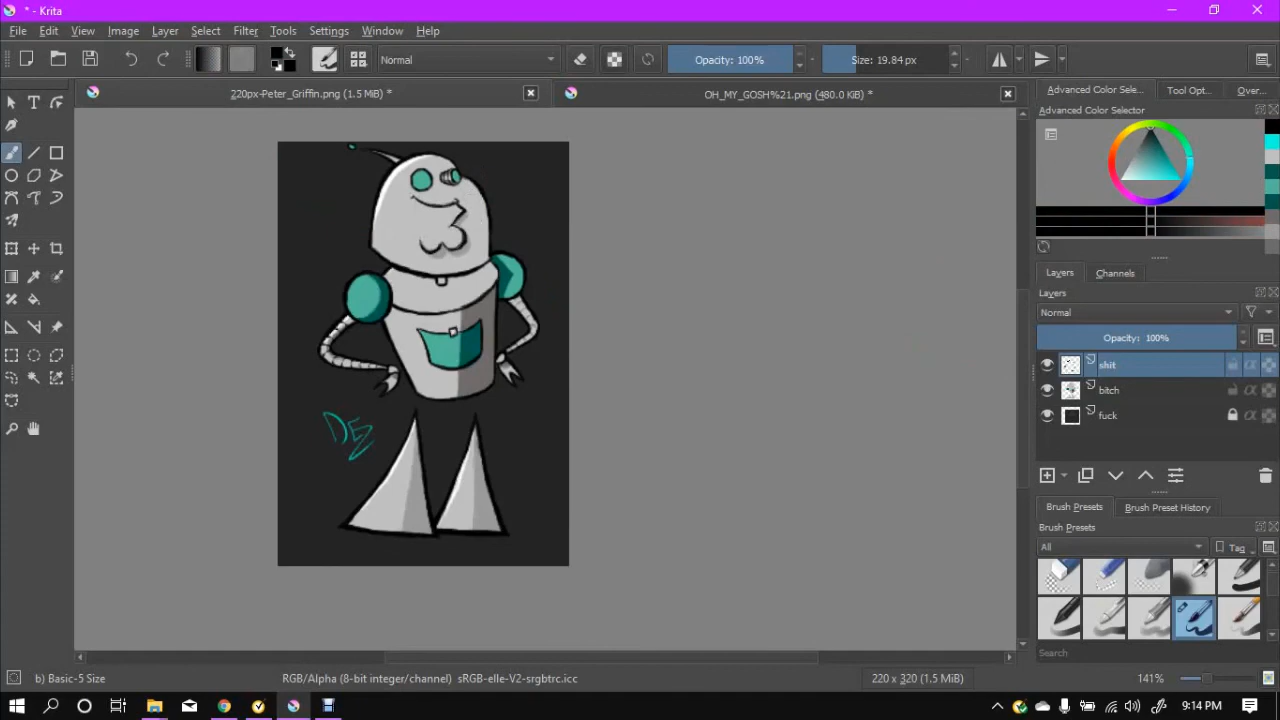 * - Krita
File Edit View Image Layer Select Filter Tools Settings Window Help
Normal Opacity: 100% Size: 19.84 px
220px-Peter_Griffin.png (1.5 MiB) * OH_MY_GOSH%21.png (480.0 KiB) *
Advanced Color Sele... Tool Opt... Over...
Advanced Color Selector
Layers Channels
Layers
Normal
Opacity: 100%
shit
bitch
fuck
Brush Presets Brush Preset History
Brush Presets
All Tag
Search
b) Basic-5 Size RGB/Alpha (8-bit integer/channel) sRGB-elle-V2-srgbtrc.icc 220 x 320 (1.5 MiB) 141%
9:14 PM